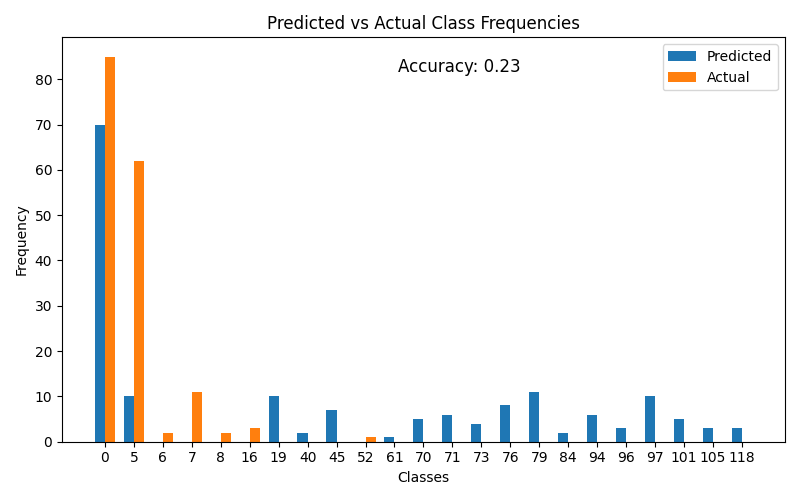 Predicted vs Actual Class Frequencies
Accuracy: 0.23
Predicted
Actual
Frequency
80
70
60
50
40
30
20
10
0
0 5 6 7 8 16 19 40 45 52 61 70 71 73 76 79 84 94 96 97 101 105 118
Classes